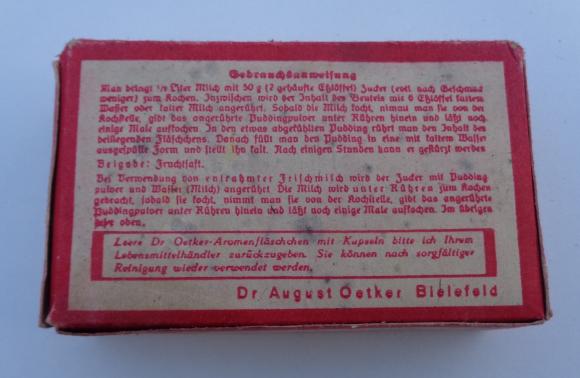 Gebrauchsanweisung
Man bringt ½ Liter Milch mit 50 g (2 gehäufte Eßlöffel) Zucker (evtl. nach Geschmack
weniger) zum Kochen. Inzwischen wird der Inhalt des Beutels mit 6 Eßlöffel kaltem
Wasser oder kalter Milch angerührt. Sobald die Milch kocht, nimmt man sie von der
Kochstelle, gibt das angerührte Puddingpulver unter Rühren hinein und läßt noch
einige Male aufkochen. In den etwas abgekühlten Pudding rührt man den Inhalt des
beiliegenden Fläschchens. Danach füllt man den Pudding in eine mit kaltem Wasser
ausgespülte Form und stellt ihn kalt. Nach einigen Stunden kann er gestürzt werden
Beigabe: Fruchtsaft.
Bei Verwendung von entrahmter Frischmilch wird der Zucker mit Pudding
pulver und Wasser (Milch) angerührt. Die Milch wird unter Rühren zum Kochen
gebracht, sobald sie kocht, nimmt man sie von der Kochstelle, gibt das angerührte
Puddingpulver unter Rühren hinein und läßt noch einige Male aufkochen. Im übrigen
siehe oben.
Leere Dr Oetker-Aromenfläschchen mit Kapseln bitte ich Ihrem
Lebensmittelhändler zurückzugeben. Sie können nach sorgfältiger
Reinigung wieder verwendet werden.
Dr August Oetker Bielefeld